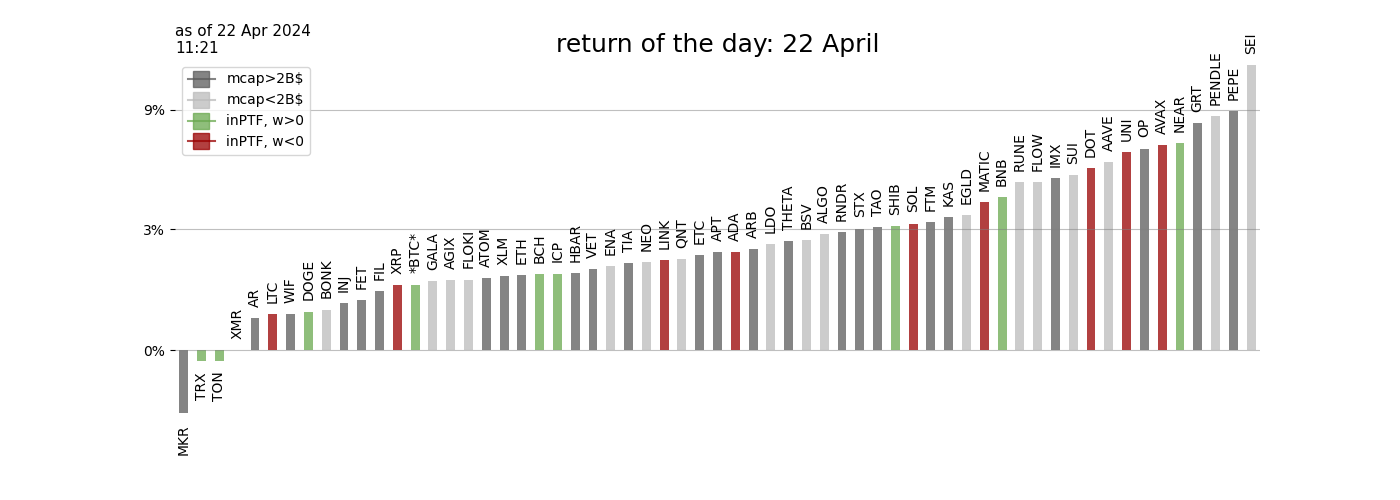 as of 22 Apr 2024
11:21
return of the day: 22 April
mcap>2B$
mcap<2B$
inPTF, w>0
inPTF, w<0
9%
3%
0%
MKR
TRX
TON
XMR
AR
LTC
WIF
DOGE
BONK
INJ
FET
FIL
XRP
*BTC*
GALA
AGIX
FLOKI
ATOM
XLM
ETH
BCH
ICP
HBAR
VET
ENA
TIA
NEO
LINK
QNT
ETC
APT
ADA
ARB
LDO
THETA
BSV
ALGO
RNDR
STX
TAO
SHIB
SOL
FTM
KAS
EGLD
MATIC
BNB
RUNE
FLOW
IMX
SUI
DOT
AAVE
UNI
OP
AVAX
NEAR
GRT
PENDLE
PEPE
SEI